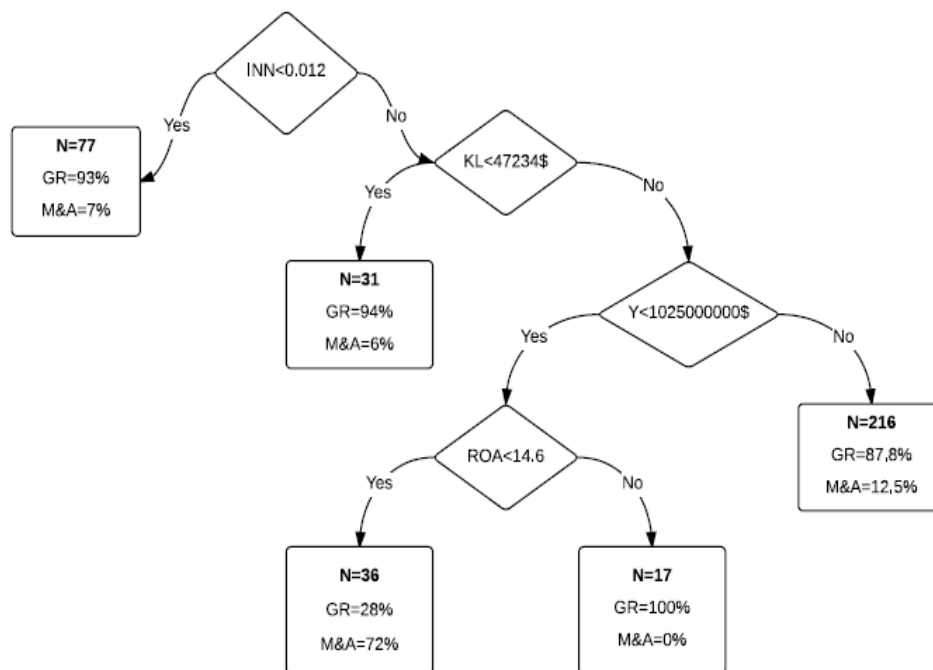 INN<0.012
Yes
No
N=77
GR=93%
M&A=7%
KL<47234$
Yes
No
N=31
GR=94%
M&A=6%
Y<1025000000$
Yes
No
N=216
GR=87,8%
M&A=12,5%
ROA<14.6
Yes
No
N=36
GR=28%
M&A=72%
N=17
GR=100%
M&A=0%